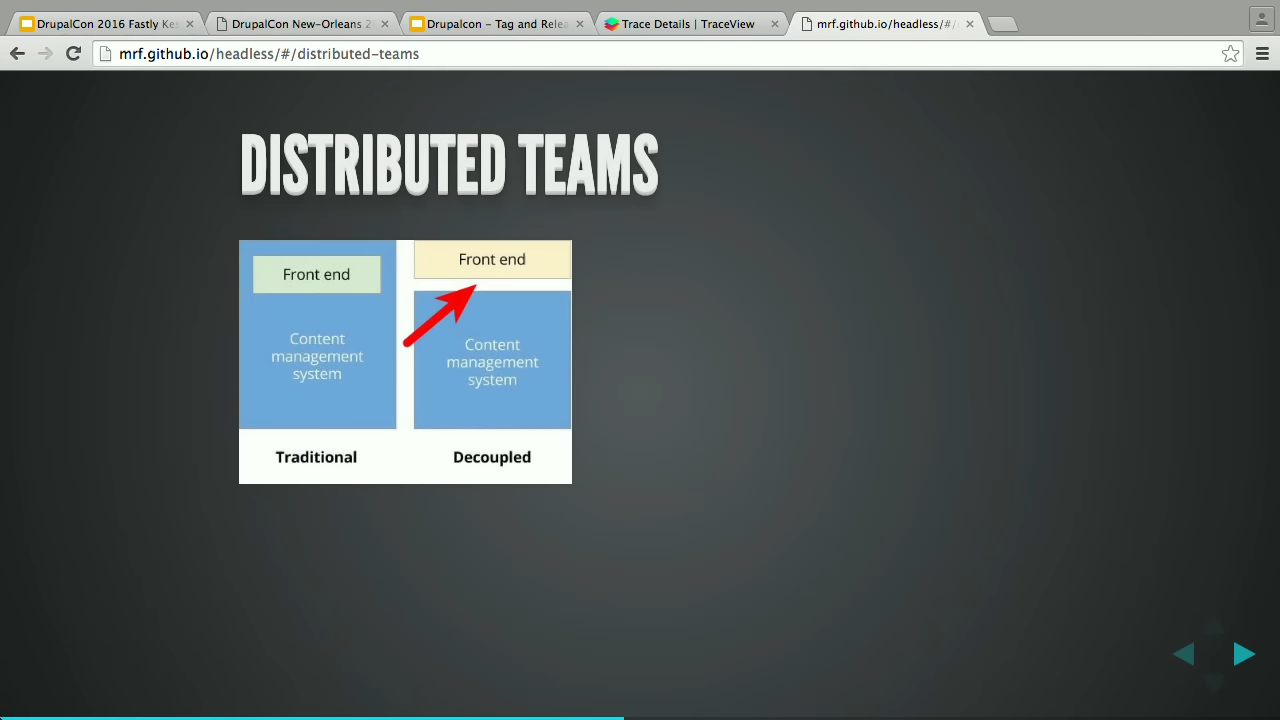 DrupalCon 2016 Fastly Ke
DrupalCon New-Orleans 2
Drupalcon - Tag and Relea
Trace Details | TraceView
mrf.github.io/headless/#/
mrf.github.io/headless/#/distributed-teams
DISTRIBUTED TEAMS
Front end
Content
management
system
Traditional
Front end
Content
management
system
Decoupled